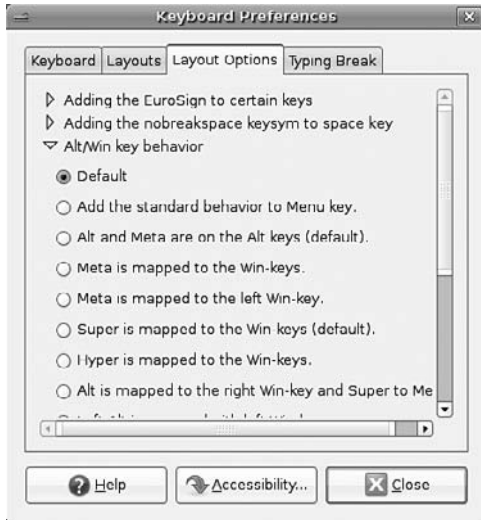 Keyboard Preferences
Keyboard Layouts Layout Options Typing Break
Adding the EuroSign to certain keys
Adding the nobreakspace keysym to space key
Alt/Win key behavior
Default
Add the standard behavior to Menu key.
Alt and Meta are on the Alt keys (default).
Meta is mapped to the Win-keys.
Meta is mapped to the left Win-key.
Super is mapped to the Win-keys (default).
Hyper is mapped to the Win-keys.
Alt is mapped to the right Win-key and Super to Me
Help Accessibility... Close